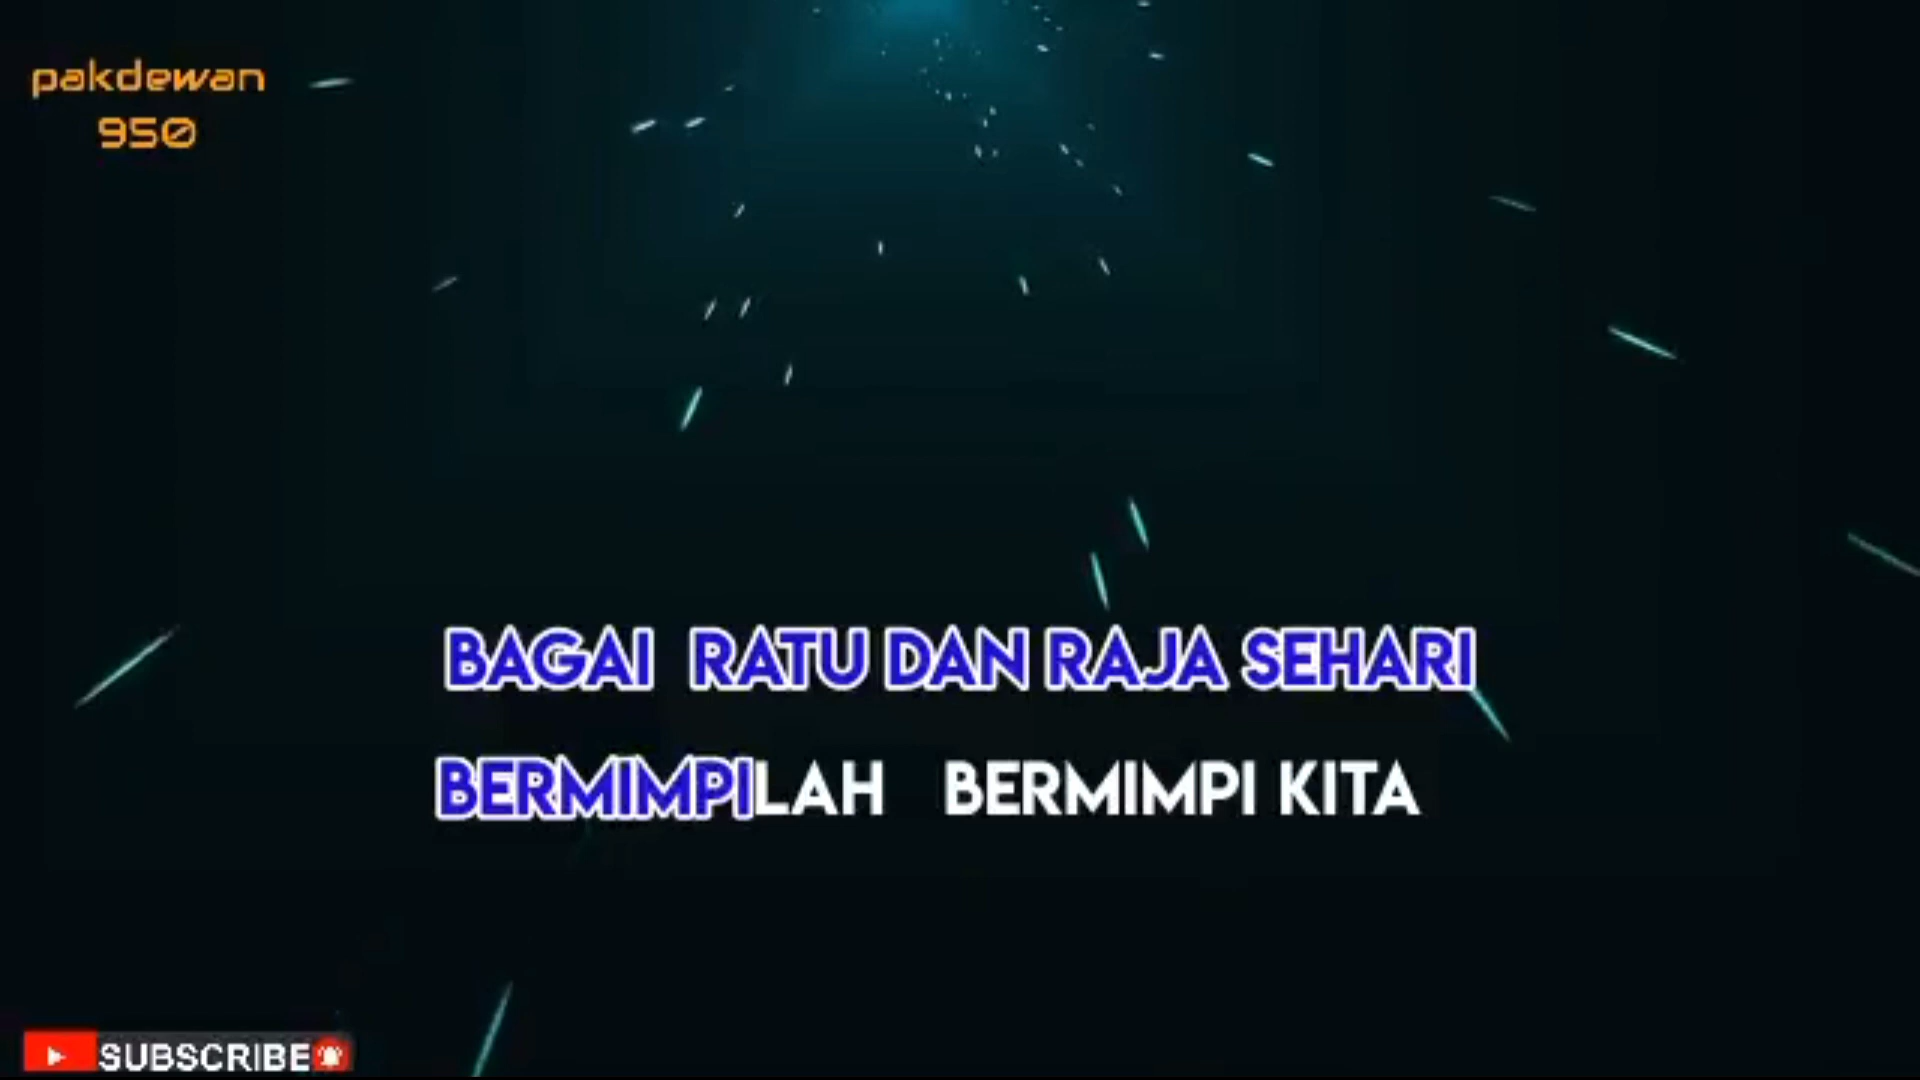 pakdewan
950
BAGAI RATU DAN RAJA SEHARI
BERMIMPILAH BERMIMPI KITA
SUBSCRIBE